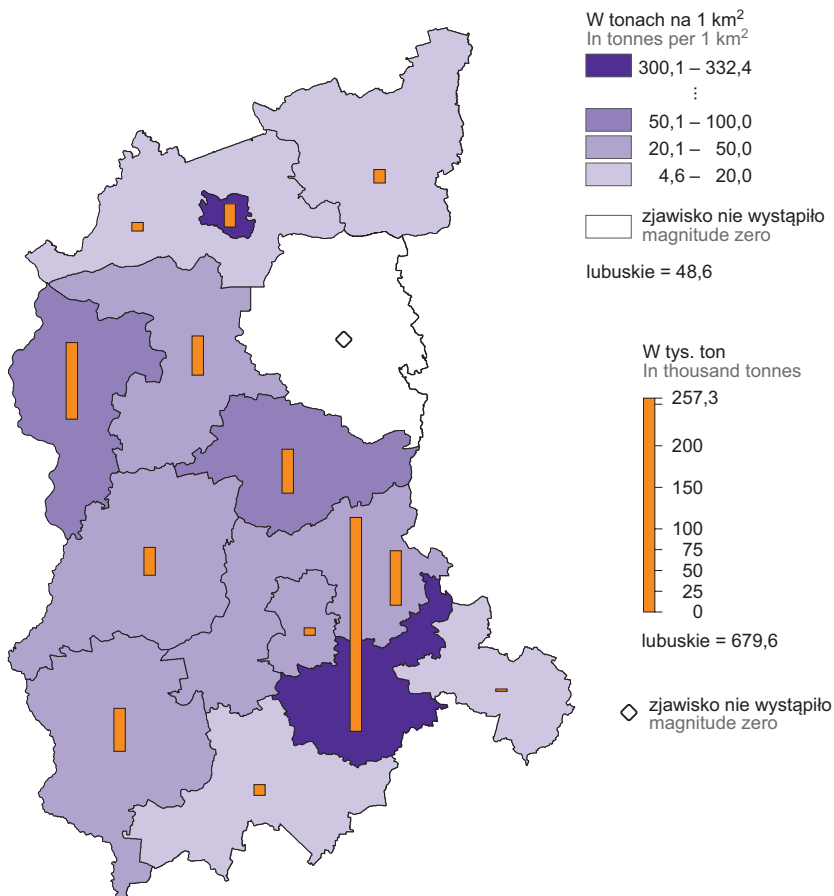 W tonach na 1 km²
In tonnes per 1 km²
300,1 – 332,4
50,1 – 100,0
20,1 – 50,0
4,6 – 20,0
zjawisko nie wystąpiło
magnitude zero
lubuskie = 48,6
W tys. ton
In thousand tonnes
257,3
200
150
100
75
50
25
0
lubuskie = 679,6
zjawisko nie wystąpiło
magnitude zero